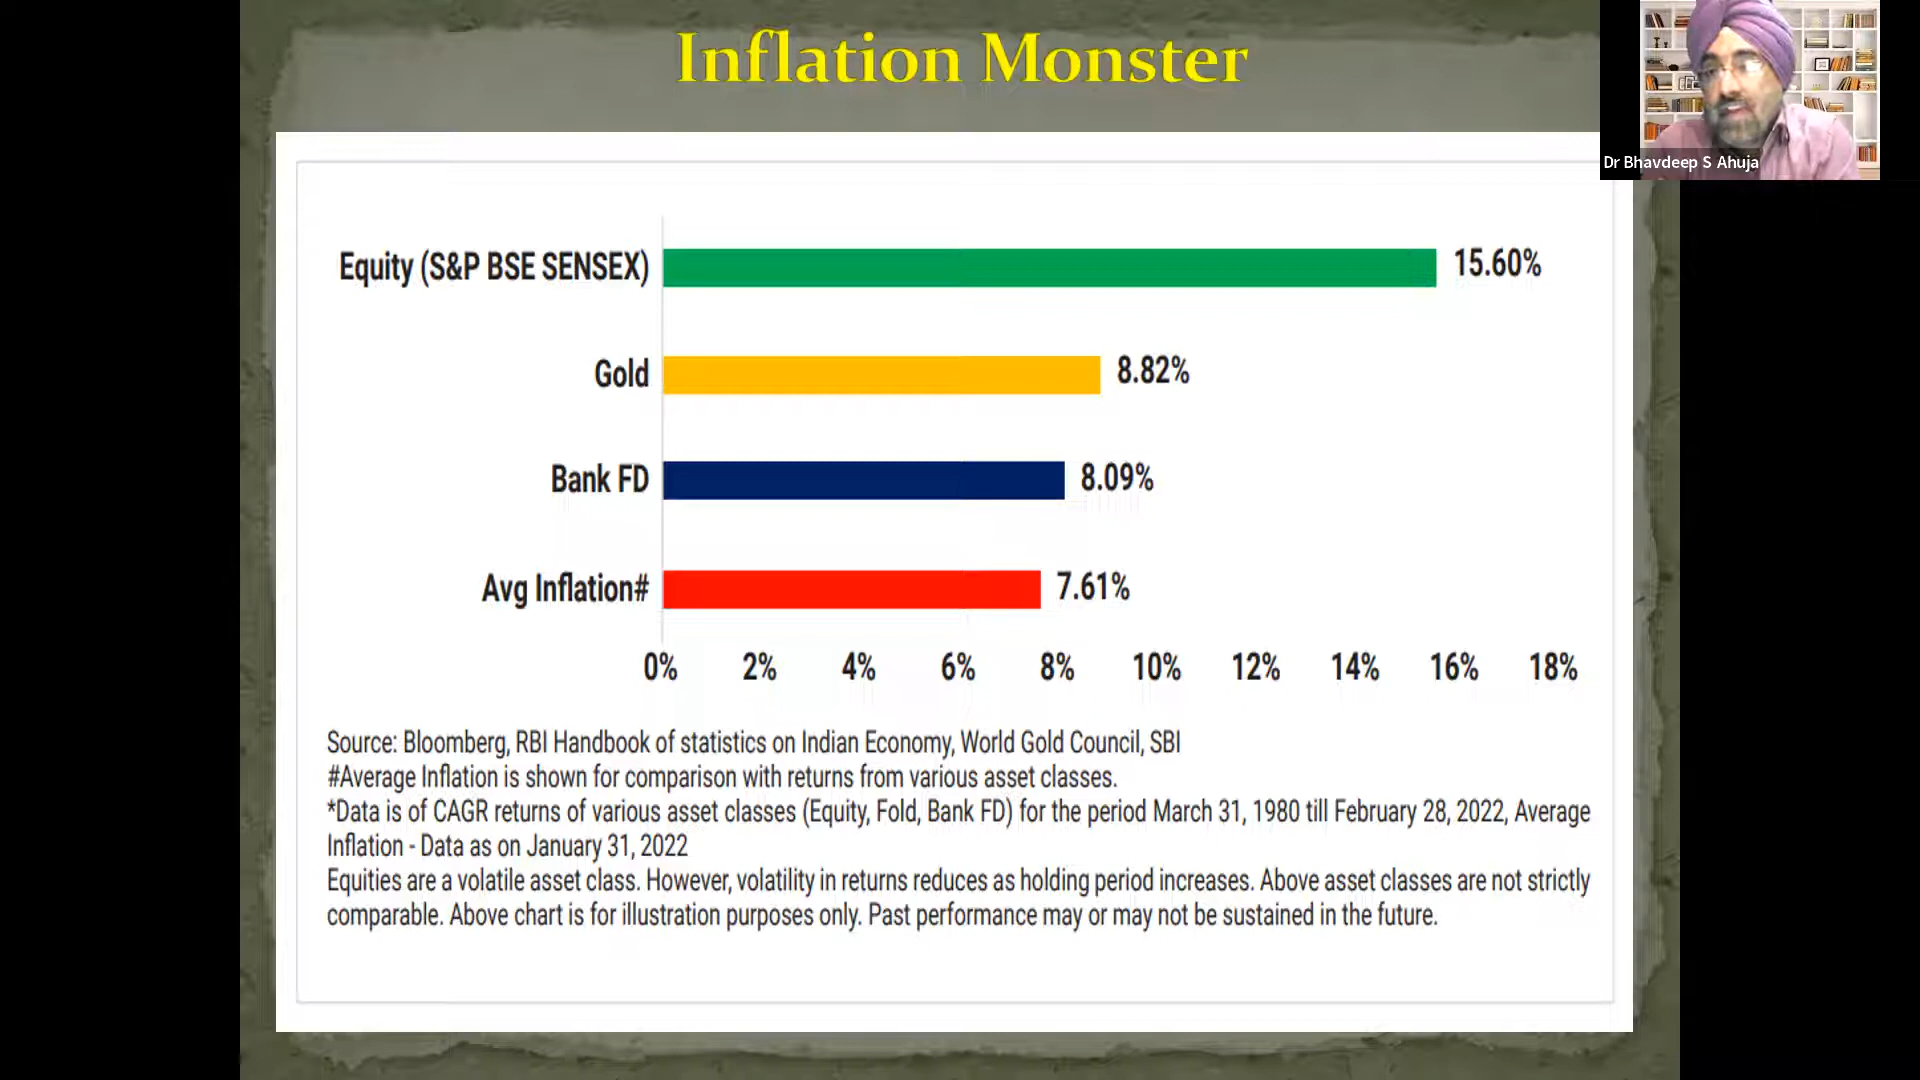 Inflation Monster
Dr Bhavdeep S Ahuja
Equity (S&P BSE SENSEX)
15.60%
Gold
8.82%
Bank FD
8.09%
Avg Inflation#
7.61%
0% 2% 4% 6% 8% 10% 12% 14% 16% 18%
Source: Bloomberg, RBI Handbook of statistics on Indian Economy, World Gold Council, SBI
#Average Inflation is shown for comparison with returns from various asset classes.
*Data is of CAGR returns of various asset classes (Equity, Fold, Bank FD) for the period March 31, 1980 till February 28, 2022, Average
Inflation - Data as on January 31, 2022
Equities are a volatile asset class. However, volatility in returns reduces as holding period increases. Above asset classes are not strictly
comparable. Above chart is for illustration purposes only. Past performance may or may not be sustained in the future.